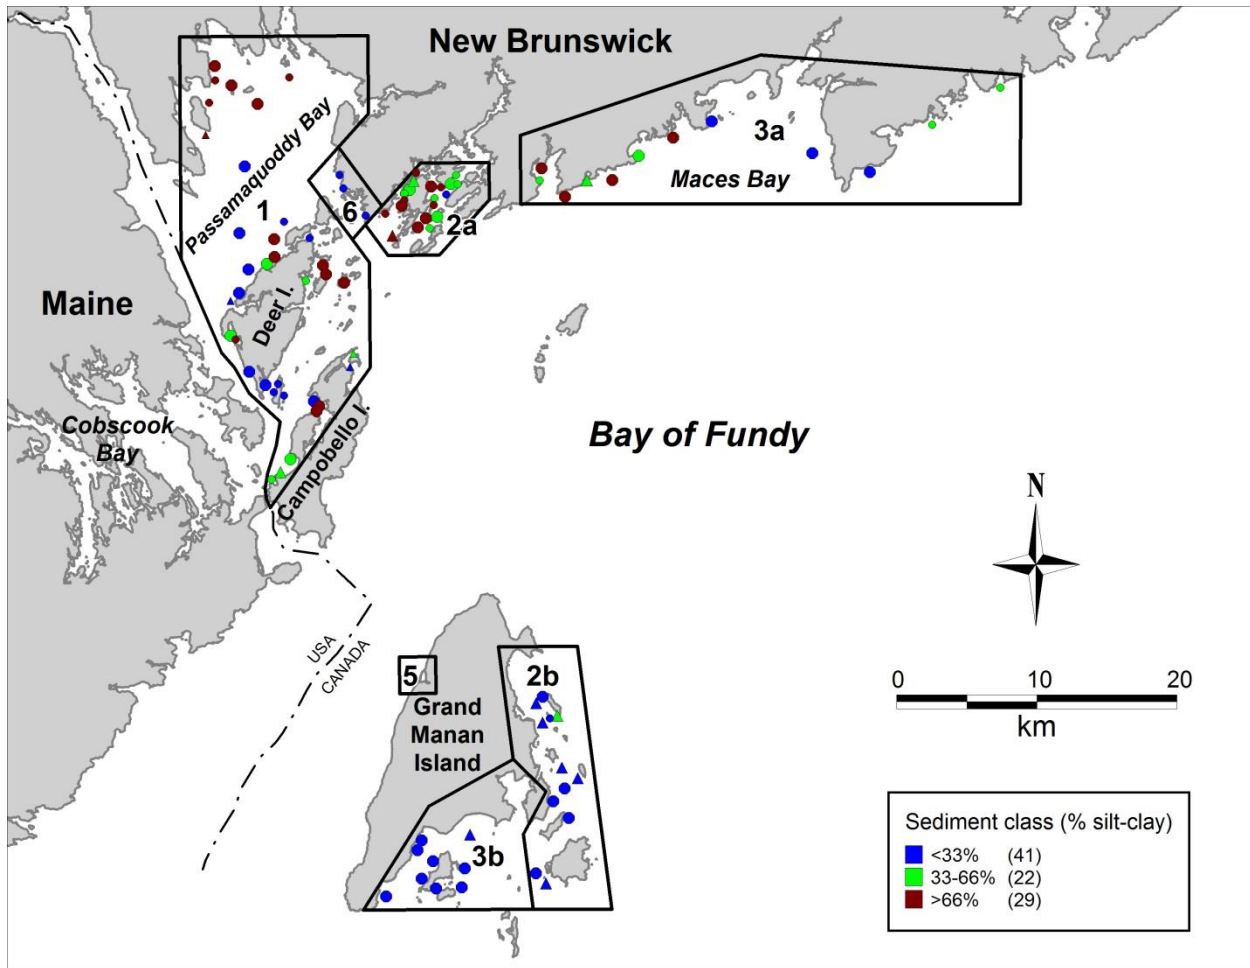 New Brunswick
Passamaquoddy Bay
1
6
2a
3a
Maces Bay
Maine
Deer I.
Cobscook
Bay
Campobello I.
Bay of Fundy
N
USA
CANADA
5
Grand
Manan
Island
2b
3b
0 10 20
km
Sediment class (% silt-clay)
<33% (41)
33-66% (22)
>66% (29)